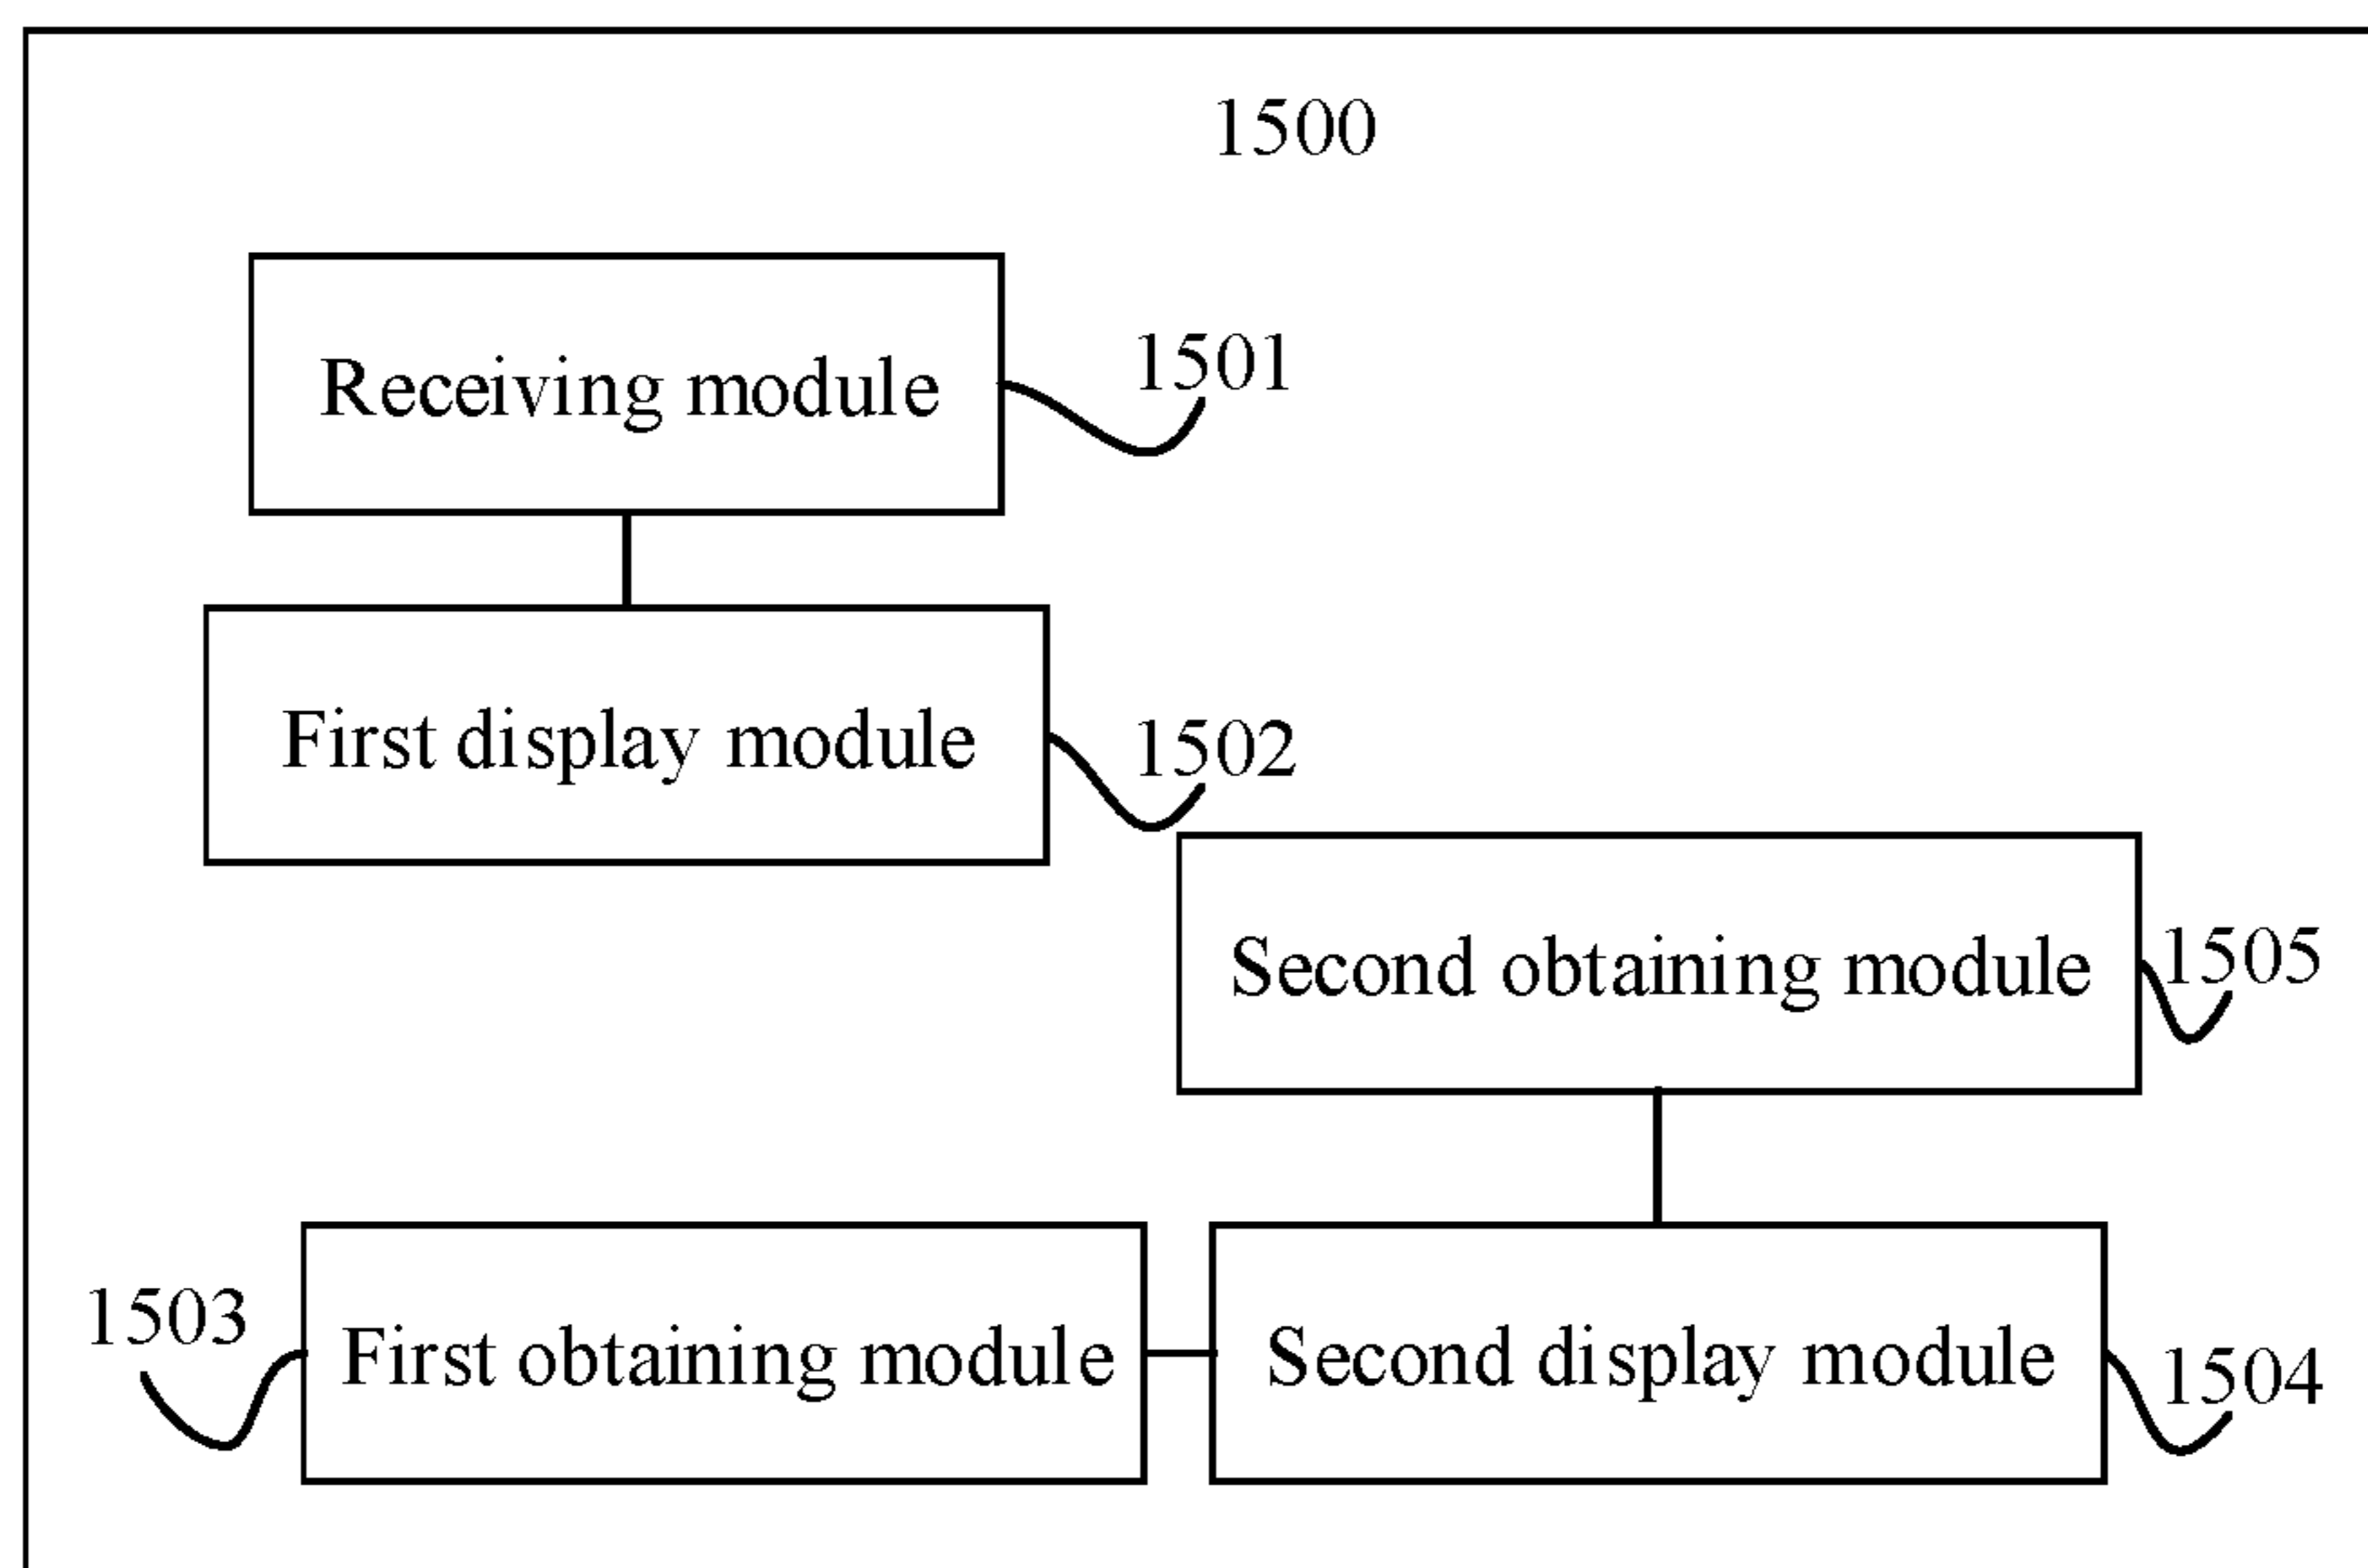 1500
Receiving module
1501
First display module
1502
Second obtaining module
1505
1503
First obtaining module
Second display module
1504